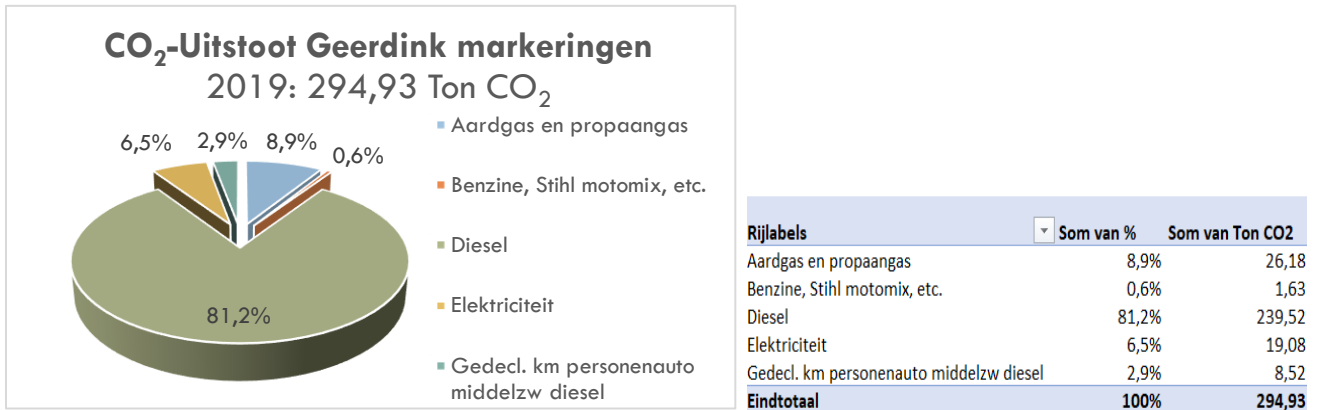 CO₂-Uitstoot Geerdink markeringen
2019: 294,93 Ton CO₂
6,5% 2,9% 8,9% 0,6%
81,2%
Aardgas en propaangas
Benzine, Stihl motomix, etc.
Diesel
Elektriciteit
Gedecl. km personenauto
middelzw diesel
Rijlabels Som van % Som van Ton CO2
Aardgas en propaangas 8,9% 26,18
Benzine, Stihl motomix, etc. 0,6% 1,63
Diesel 81,2% 239,52
Elektriciteit 6,5% 19,08
Gedecl. km personenauto middelzw diesel 2,9% 8,52
Eindtotaal 100% 294,93